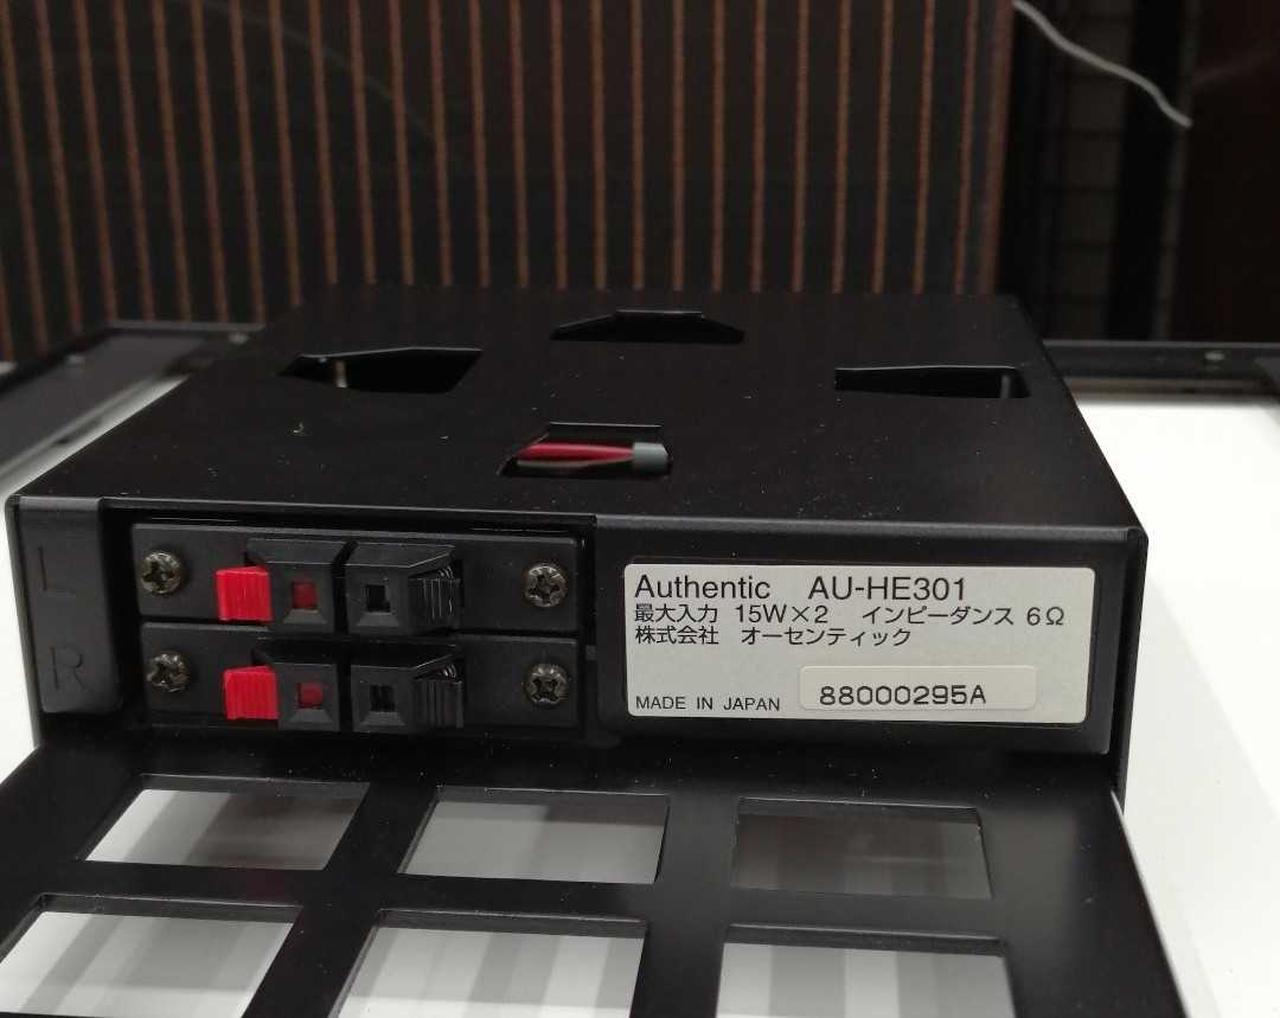 L
R
Authentic AU-HE301
最大入力 15W×2 インピーダンス 6Ω
株式会社 オーセンティック
MADE IN JAPAN 88000295A